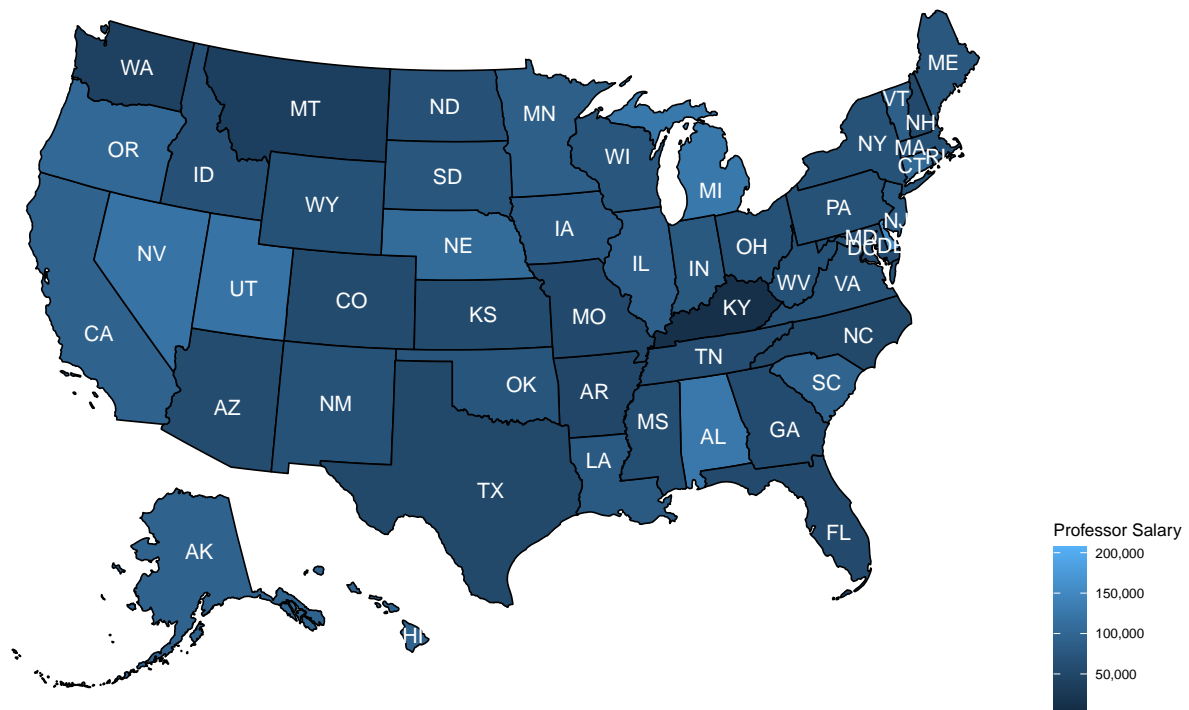 WA
MT
ND
MN
ME
VT
NH
OR
ID
SD
WI
NY
MA
RI
CT
WY
MI
PA
NJ
NV
UT
NE
IA
IL
IN
OH
MD
DC
DE
WV
VA
CA
CO
KS
MO
KY
NC
TN
AZ
NM
OK
AR
SC
MS
AL
GA
LA
TX
FL
AK
HI
Professor Salary
200,000
150,000
100,000
50,000